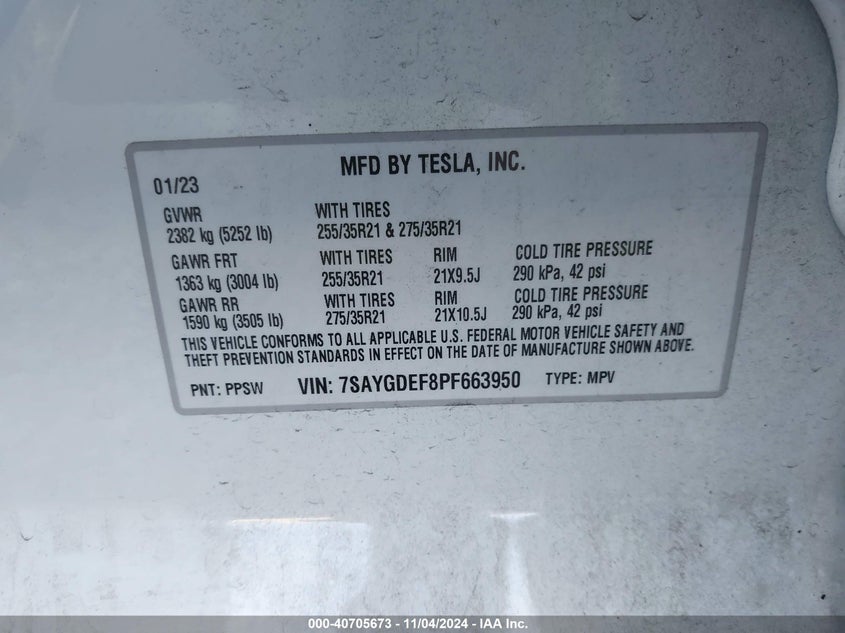 MFD BY TESLA, INC.
01/23
GVWR WITH TIRES
2382 kg (5252 lb) 255/35R21 & 275/35R21
GAWR FRT WITH TIRES RIM COLD TIRE PRESSURE
1363 kg (3004 lb) 255/35R21 21X9.5J 290 kPa, 42 psi
GAWR RR WITH TIRES RIM COLD TIRE PRESSURE
1590 kg (3505 lb) 275/35R21 21X10.5J 290 kPa, 42 psi
THIS VEHICLE CONFORMS TO ALL APPLICABLE U.S. FEDERAL MOTOR VEHICLE SAFETY AND
THEFT PREVENTION STANDARDS IN EFFECT ON THE DATE OF MANUFACTURE SHOWN ABOVE.
PNT: PPSW VIN: 7SAYGDEF8PF663950 TYPE: MPV
000-40705673 - 11/04/2024 - IAA Inc.